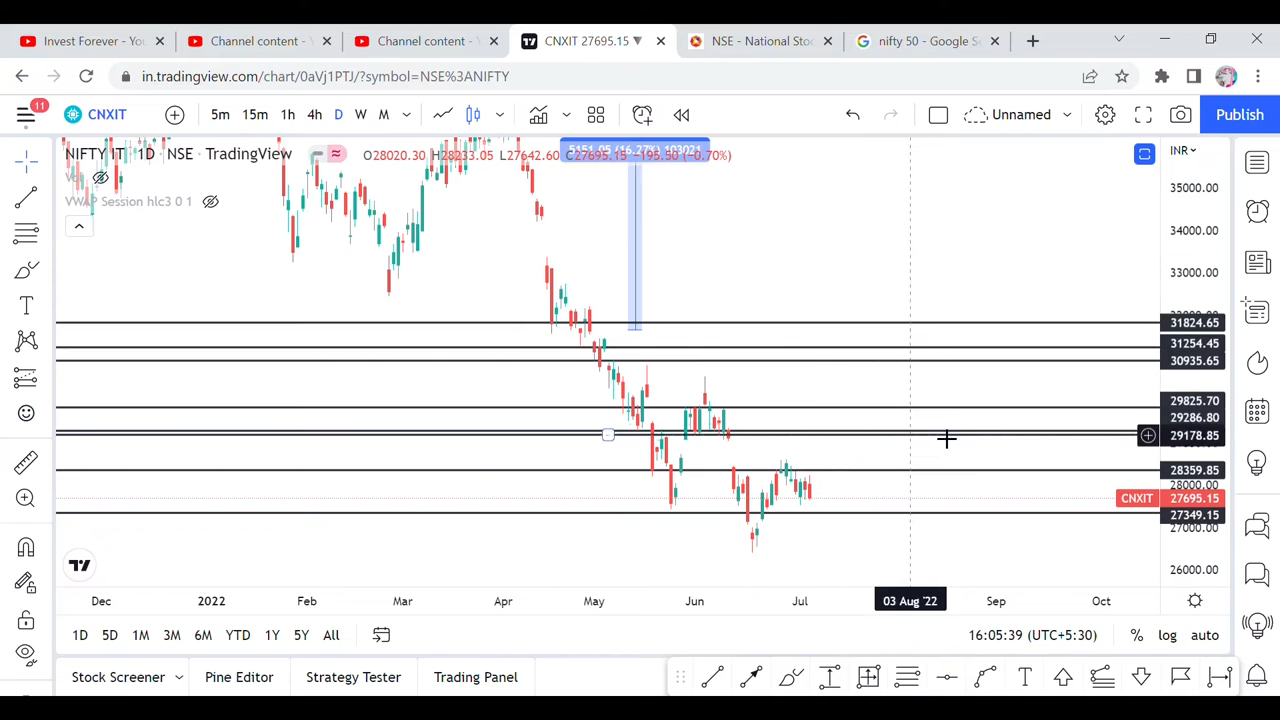 Invest Forever - You
Channel content -
Channel content -
CNXIT 27695.15 ▼
NSE - National Stoc
nifty 50 - Google Se
in.tradingview.com/chart/0aVj1PTJ/?symbol=NSE%3ANIFTY
11
CNXIT
5m 15m 1h 4h D W M
Unnamed
Publish
NIFTY IT · 1D · NSE · TradingView
O28020.30 H28233.05 L27642.60 C27695.15 −195.50 (−0.70%)
INR
VWAP Session hlc3 0 1
35000.00
34000.00
33000.00
31824.65
31254.45
30935.65
29825.70
29286.80
29178.85
28359.85
28000.00
CNXIT 27695.15
27349.15
27000.00
26000.00
Dec 2022 Feb Mar Apr May Jun Jul 03 Aug '22 Sep Oct
1D 5D 1M 3M 6M YTD 1Y 5Y All
16:05:39 (UTC+5:30)
% log auto
Stock Screener
Pine Editor
Strategy Tester
Trading Panel